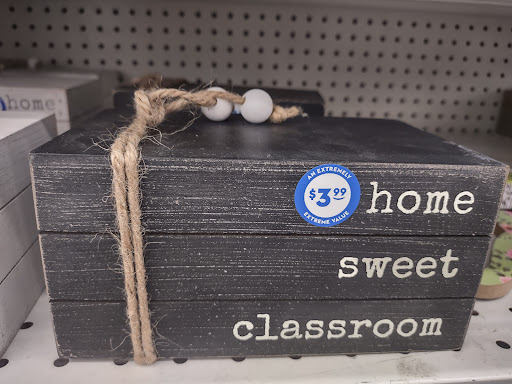 home
AN EXTREMELY
$3.99
EXTREME VALUE
home
sweet
classroom